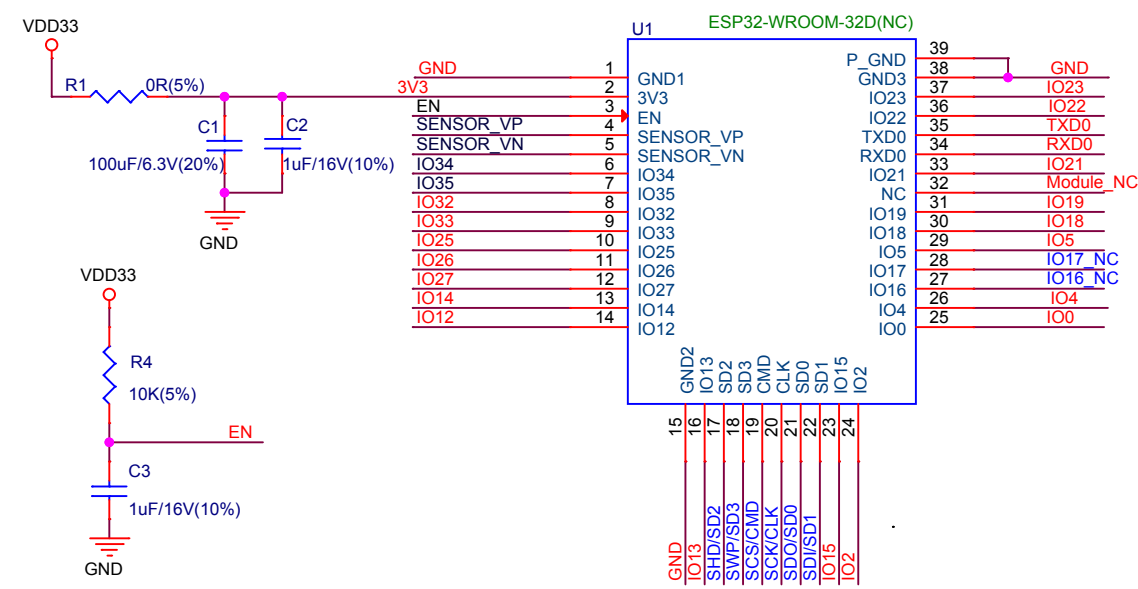 VDD33
R1
0R(5%)
C1
100uF/6.3V(20%)
C2
1uF/16V(10%)
GND
VDD33
R4
10K(5%)
EN
C3
1uF/16V(10%)
GND
U1
ESP32-WROOM-32D(NC)
GND 1 GND1
3V3 2 3V3
EN 3 EN
SENSOR_VP 4 SENSOR_VP
SENSOR_VN 5 SENSOR_VN
IO34 6 IO34
IO35 7 IO35
IO32 8 IO32
IO33 9 IO33
IO25 10 IO25
IO26 11 IO26
IO27 12 IO27
IO14 13 IO14
IO12 14 IO12
P_GND 39
GND3 38 GND
IO23 37 IO23
IO22 36 IO22
TXD0 35 TXD0
RXD0 34 RXD0
IO21 33 IO21
NC 32 Module_NC
IO19 31 IO19
IO18 30 IO18
IO5 29 IO5
IO17 28 IO17_NC
IO16 27 IO16_NC
IO4 26 IO4
IO0 25 IO0
GND2 15 GND
IO13 16 IO13
SD2 17 SHD/SD2
SD3 18 SWP/SD3
CMD 19 SCS/CMD
CLK 20 SCK/CLK
SD0 21 SDO/SD0
SD1 22 SDI/SD1
IO15 23 IO15
IO2 24 IO2